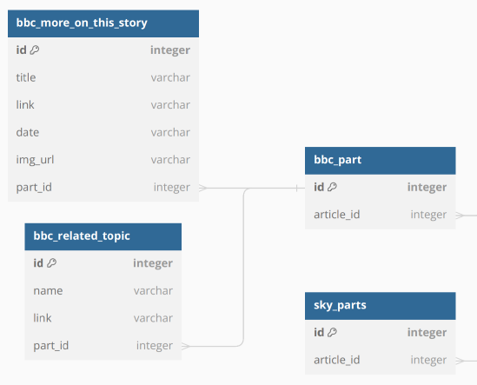 bbc_more_on_this_story
id integer
title varchar
link varchar
date varchar
img_url varchar
part_id integer
bbc_related_topic
id integer
name varchar
link varchar
part_id integer
bbc_part
id integer
article_id integer
sky_parts
id integer
article_id integer